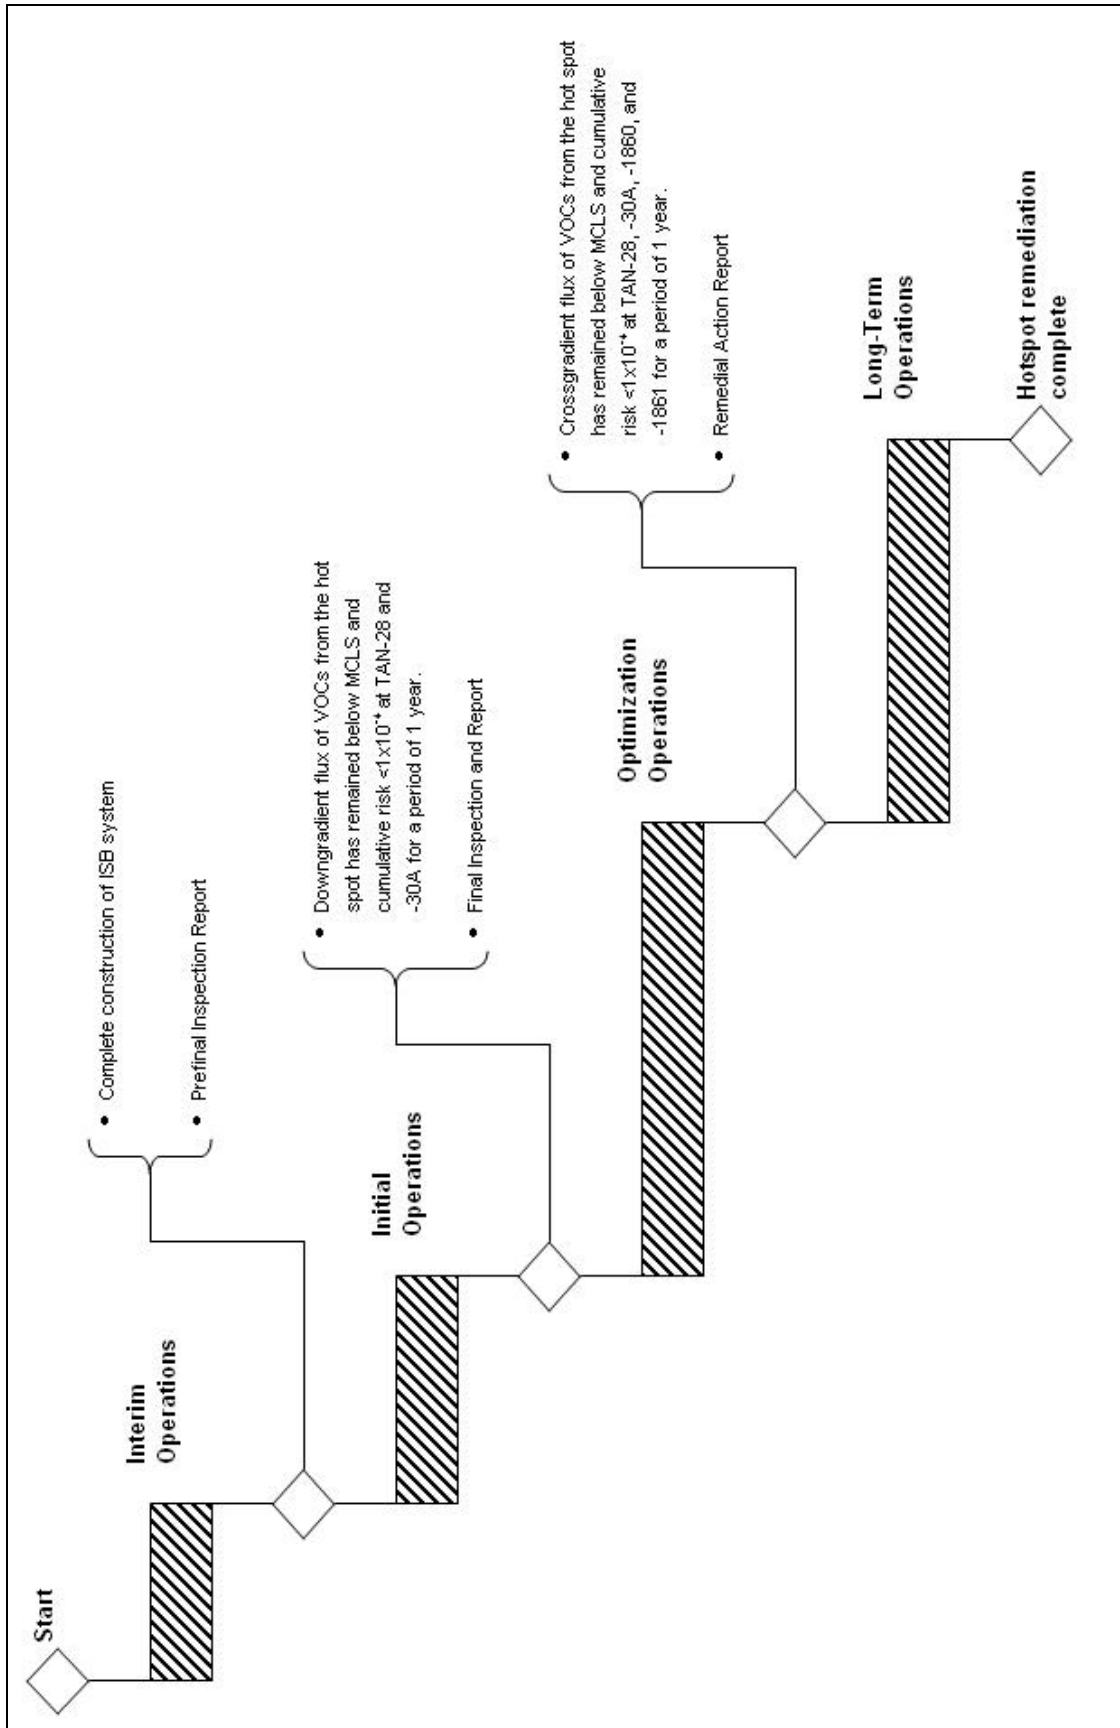 Start
Interim
Operations
• Complete construction of ISB system
• Prefinal Inspection Report
Initial
Operations
• Downgradient flux of VOCs from the hot
spot has remained below MCLS and
cumulative risk <1x10⁻⁴ at TAN-28 and
-30A for a period of 1 year.
• Final Inspection and Report
Optimization
Operations
• Crossgradient flux of VOCs from the hot spot
has remained below MCLS and cumulative
risk <1x10⁻⁴ at TAN-28, -30A, -1860, and
-1861 for a period of 1 year.
• Remedial Action Report
Long-Term
Operations
Hotspot remediation
complete